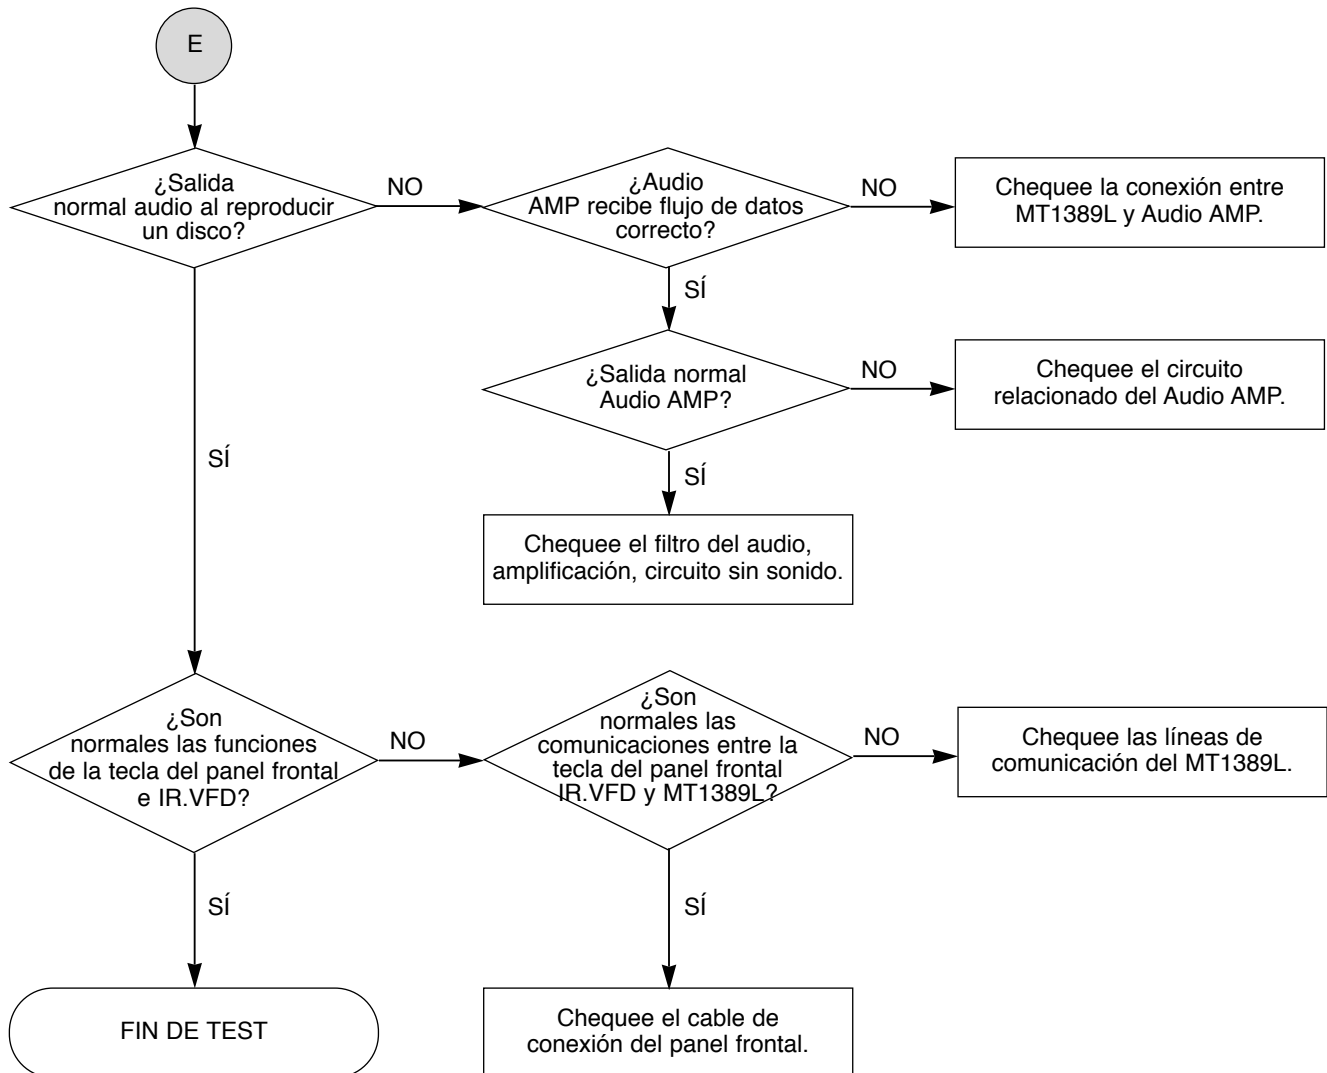 E
¿Salida
normal audio al reproducir
un disco?
NO
¿Audio
AMP recibe flujo de datos
correcto?
NO
Chequee la conexión entre
MT1389L y Audio AMP.
SÍ
¿Salida normal
Audio AMP?
NO
Chequee el circuito
relacionado del Audio AMP.
SÍ
SÍ
Chequee el filtro del audio,
amplificación, circuito sin sonido.
¿Son
normales las funciones
de la tecla del panel frontal
e IR.VFD?
NO
¿Son
normales las
comunicaciones entre la
tecla del panel frontal
IR.VFD y MT1389L?
NO
Chequee las líneas de
comunicación del MT1389L.
SÍ
SÍ
FIN DE TEST
Chequee el cable de
conexión del panel frontal.